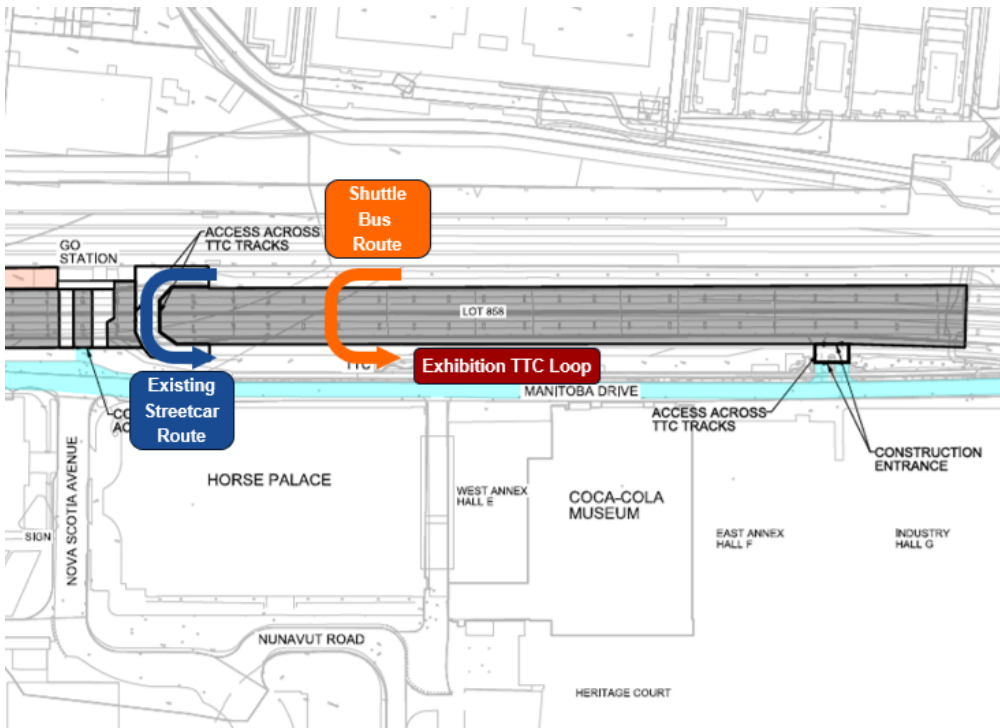 Shuttle
Bus
Route
ACCESS ACROSS
TTC TRACKS
GO
STATION
LOT 858
Exhibition TTC Loop
TTC
Existing
Streetcar
Route
MANITOBA DRIVE
ACCESS ACROSS
TTC TRACKS
CONSTRUCTION
ENTRANCE
NOVA SCOTIA AVENUE
HORSE PALACE
WEST ANNEX
HALL E
COCA-COLA
MUSEUM
EAST ANNEX
HALL F
INDUSTRY
HALL G
SIGN
NUNAVUT ROAD
HERITAGE COURT